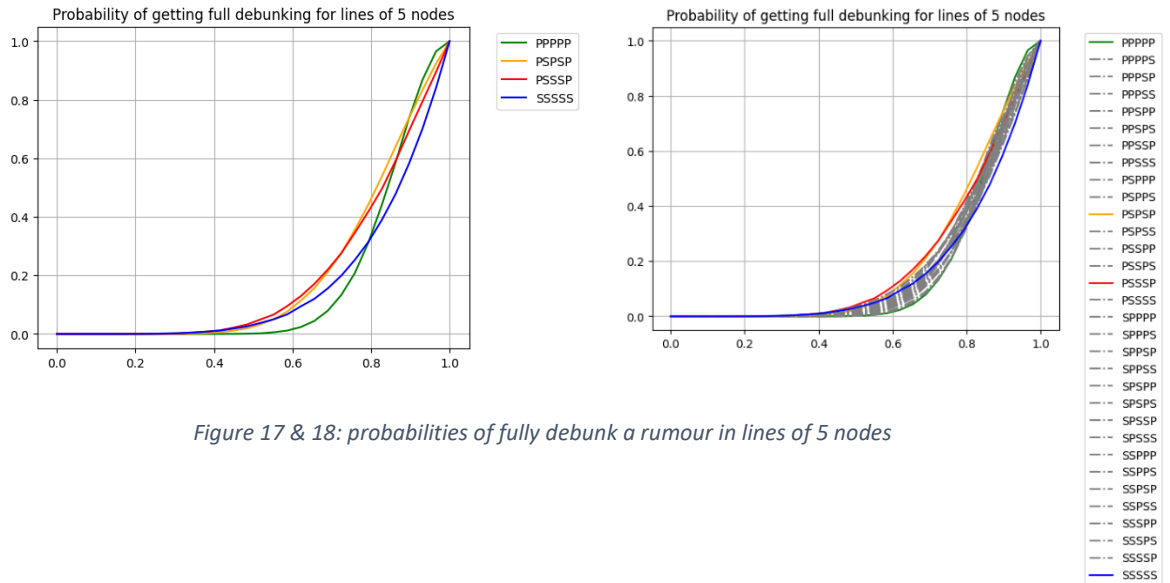 Probability of getting full debunking for lines of 5 nodes
1.0
0.8
0.6
0.4
0.2
0.0
0.0 0.2 0.4 0.6 0.8 1.0
PPPPP
PSPSP
PSSSP
SSSSS
Probability of getting full debunking for lines of 5 nodes
1.0
0.8
0.6
0.4
0.2
0.0
0.0 0.2 0.4 0.6 0.8 1.0
PPPPP
PPPPS
PPPSP
PPPSS
PPSPP
PPSPS
PPSSP
PPSSS
PSPPP
PSPPS
PSPSP
PSPSS
PSSPP
PSSPS
PSSSP
PSSSS
SPPPP
SPPPS
SPPSP
SPPSS
SPSPP
SPSPS
SPSSP
SPSSS
SSPPP
SSPPS
SSPSP
SSPSS
SSSPP
SSSPS
SSSSP
SSSSS
Figure 17 & 18: probabilities of fully debunk a rumour in lines of 5 nodes